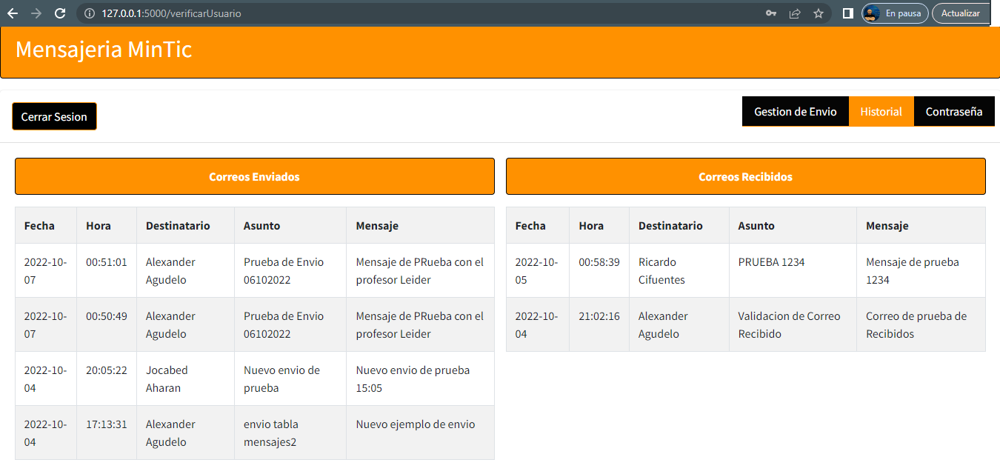 127.0.0.1:5000/verificarUsuario
En pausa
Actualizar
Mensajeria MinTic
Cerrar Sesion
Gestion de Envio
Historial
Contraseña
Correos Enviados
Fecha Hora Destinatario Asunto Mensaje
2022-10- 00:51:01 Alexander Prueba de Envio Mensaje de PRueba con el
07 Agudelo 06102022 profesor Leider
2022-10- 00:50:49 Alexander Prueba de Envio Mensaje de PRueba con el
07 Agudelo 06102022 profesor Leider
2022-10- 20:05:22 Jocabed Nuevo envio de Nuevo envio de prueba
04 Aharan prueba 15:05
2022-10- 17:13:31 Alexander envio tabla Nuevo ejemplo de envio
04 Agudelo mensajes2
Correos Recibidos
Fecha Hora Destinatario Asunto Mensaje
2022-10- 00:58:39 Ricardo PRUEBA 1234 Mensaje de prueba
05 Cifuentes 1234
2022-10- 21:02:16 Alexander Validacion de Correo Correo de prueba de
04 Agudelo Recibido Recibidos